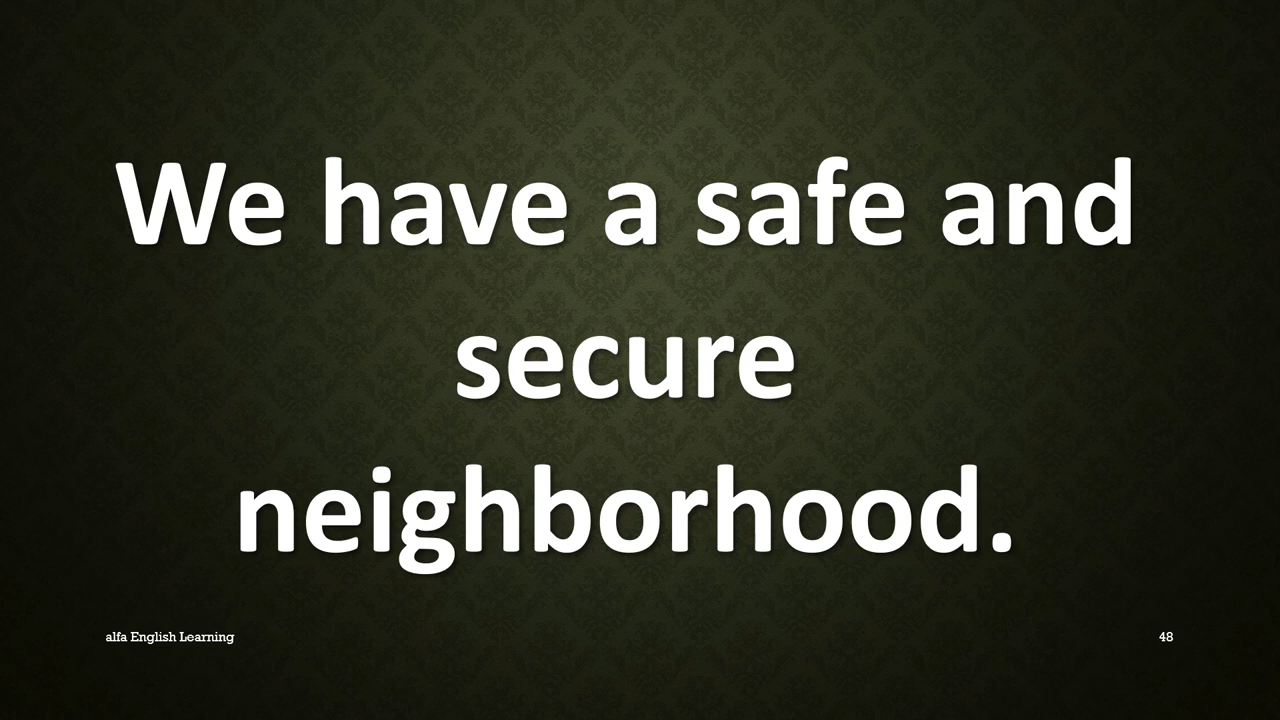 We have a safe and
secure
neighborhood.
alfa English Learning
48